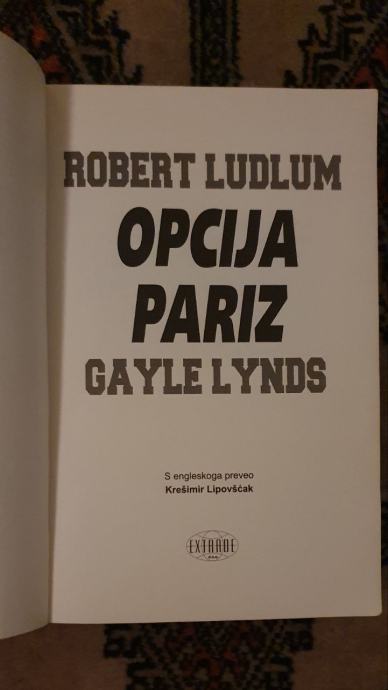 ROBERT LUDLUM
OPCIJA
PARIZ
GAYLE LYNDS
S engleskoga preveo
Krešimir Lipovščak
EXTRADE